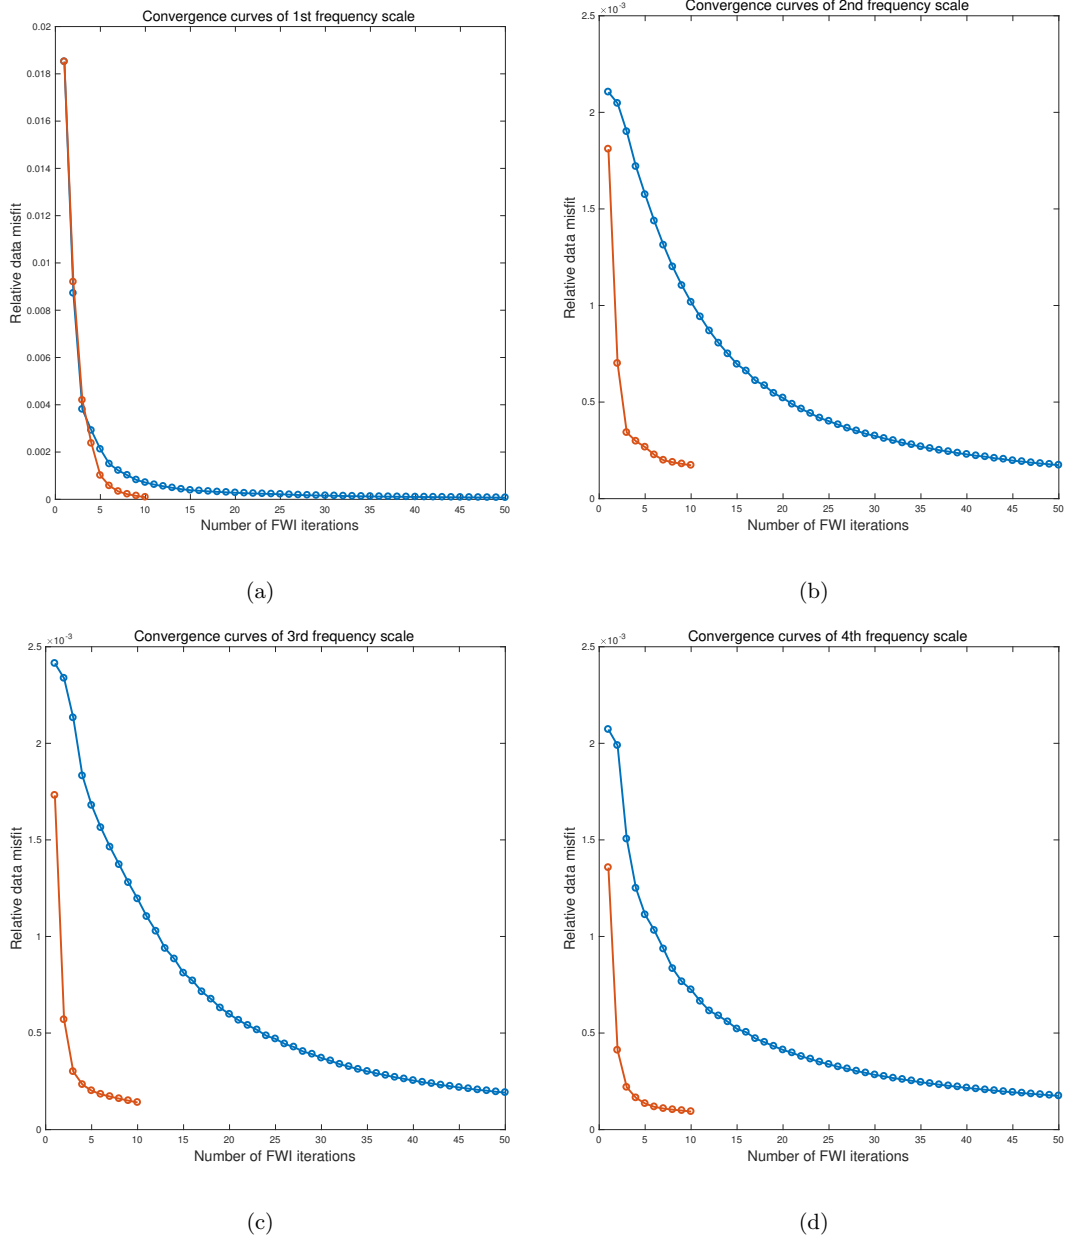 Convergence curves of 1st frequency scale
0.02
0.018
0.016
0.014
0.012
0.01
0.008
0.006
0.004
0.002
0
Relative data misfit
0 5 10 15 20 25 30 35 40 45 50
Number of FWI iterations
(a)
Convergence curves of 2nd frequency scale
×10⁻³
2.5
2
1.5
1
0.5
0
Relative data misfit
0 5 10 15 20 25 30 35 40 45 50
Number of FWI iterations
(b)
Convergence curves of 3rd frequency scale
×10⁻³
2.5
2
1.5
1
0.5
0
Relative data misfit
0 5 10 15 20 25 30 35 40 45 50
Number of FWI iterations
(c)
Convergence curves of 4th frequency scale
×10⁻³
2.5
2
1.5
1
0.5
0
Relative data misfit
0 5 10 15 20 25 30 35 40 45 50
Number of FWI iterations
(d)